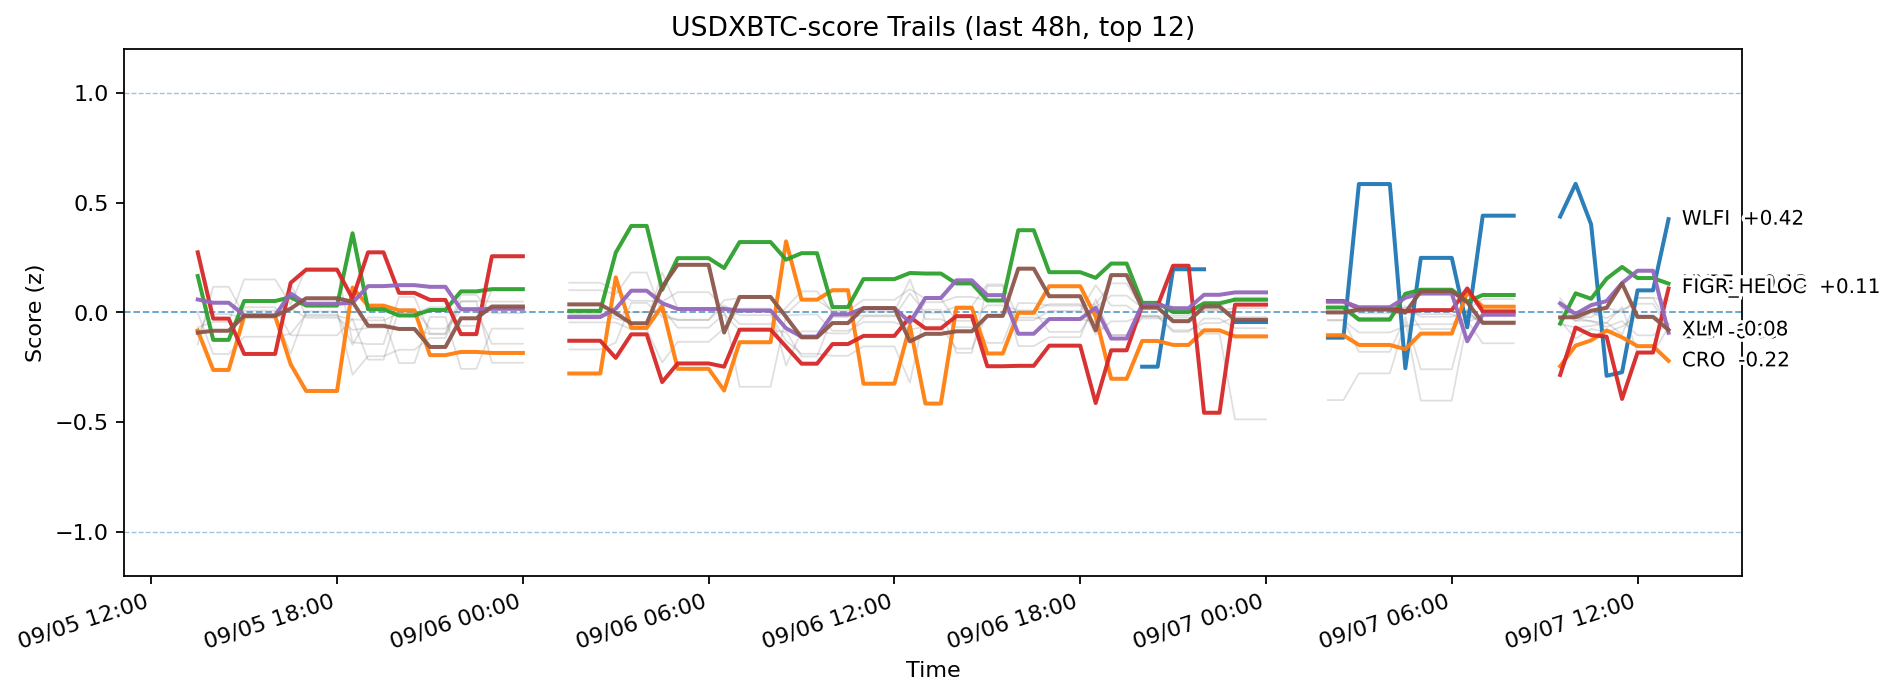 USDXBTC-score Trails (last 48h, top 12)
Score (z)
1.0
0.5
0.0
−0.5
−1.0
WLFI +0.42
FIGR_HELOC +0.11
XLM -0.08
CRO -0.22
09/05 12:00
09/05 18:00
09/06 00:00
09/06 06:00
09/06 12:00
09/06 18:00
09/07 00:00
09/07 06:00
09/07 12:00
Time